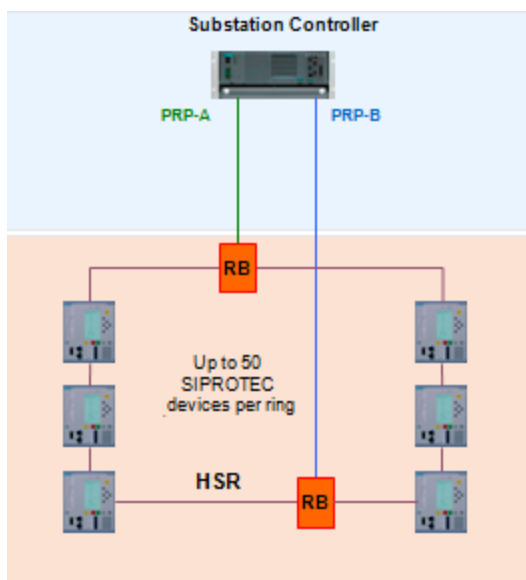 Substation Controller
PRP-A
PRP-B
RB
Up to 50
SIPROTEC
devices per ring
HSR
RB